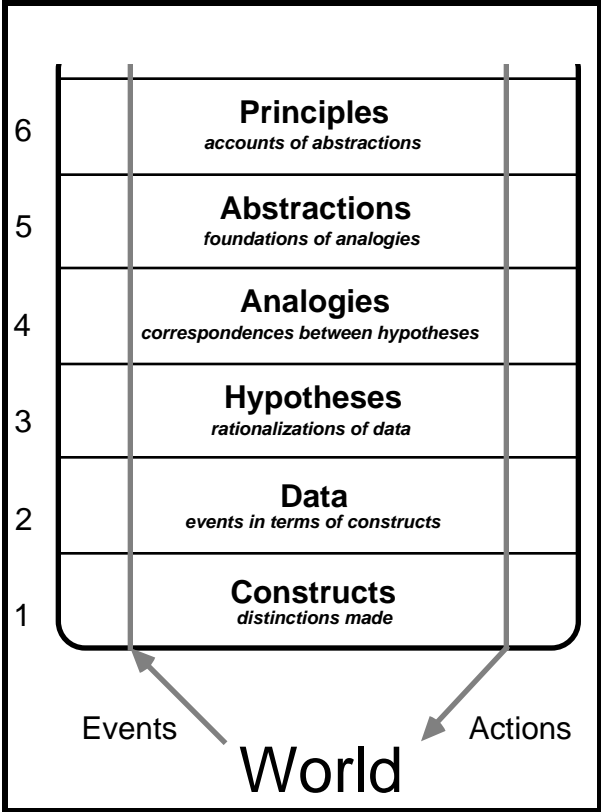 6
Principles
accounts of abstractions
5
Abstractions
foundations of analogies
4
Analogies
correspondences between hypotheses
3
Hypotheses
rationalizations of data
2
Data
events in terms of constructs
1
Constructs
distinctions made
Events
Actions
World